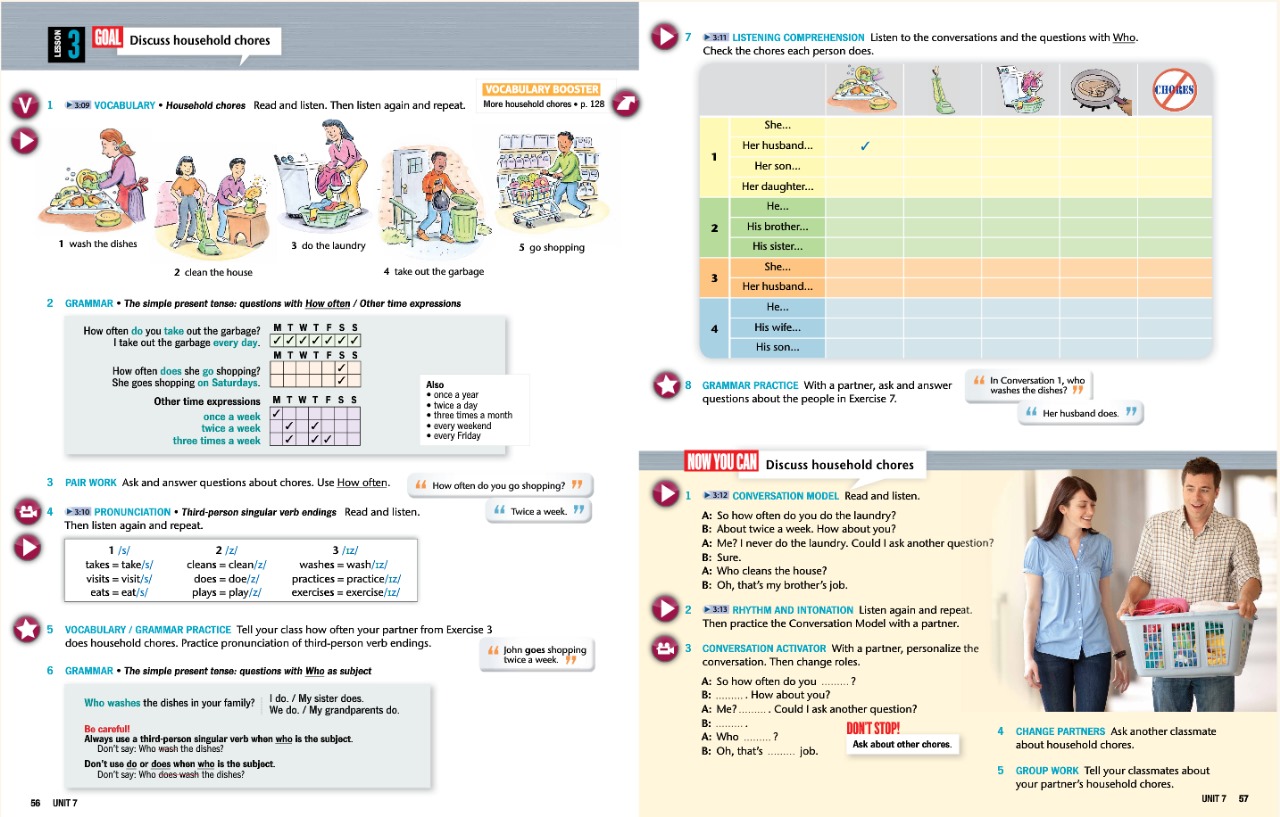 LESSON 3
GOAL Discuss household chores
VOCABULARY BOOSTER
More household chores • p. 128
V
1 ▶ 3:09 VOCABULARY • Household chores Read and listen. Then listen again and repeat.
1 wash the dishes
2 clean the house
3 do the laundry
4 take out the garbage
5 go shopping
2 GRAMMAR • The simple present tense: questions with How often / Other time expressions
How often do you take out the garbage?
I take out the garbage every day.
M T W T F S S
✓ ✓ ✓ ✓ ✓ ✓ ✓
M T W T F S S
How often does she go shopping?
✓
She goes shopping on Saturdays.
✓
Other time expressions
M T W T F S S
once a week
✓
twice a week
✓ ✓
three times a week
✓ ✓ ✓
Also
• once a year
• twice a day
• three times a month
• every weekend
• every Friday
3 PAIR WORK Ask and answer questions about chores. Use How often.
“ How often do you go shopping? ”
“ Twice a week. ”
4 ▶ 3:10 PRONUNCIATION • Third-person singular verb endings Read and listen.
Then listen again and repeat.
1 /s/ 2 /z/ 3 /ɪz/
takes = take/s/ cleans = clean/z/ washes = wash/ɪz/
visits = visit/s/ does = doe/z/ practices = practice/ɪz/
eats = eat/s/ plays = play/z/ exercises = exercise/ɪz/
5 VOCABULARY / GRAMMAR PRACTICE Tell your class how often your partner from Exercise 3
does household chores. Practice pronunciation of third-person verb endings.
“ John goes shopping
twice a week. ”
6 GRAMMAR • The simple present tense: questions with Who as subject
Who washes the dishes in your family?
I do. / My sister does.
We do. / My grandparents do.
Be careful!
Always use a third-person singular verb when who is the subject.
Don't say: Who wash the dishes?
Don't use do or does when who is the subject.
Don't say: Who does wash the dishes?
56 UNIT 7
7 ▶ 3:11 LISTENING COMPREHENSION Listen to the conversations and the questions with Who.
Check the chores each person does.
CHORES
1
She...
Her husband... ✓
Her son...
Her daughter...
2
He...
His brother...
His sister...
3
She...
Her husband...
4
He...
His wife...
His son...
8 GRAMMAR PRACTICE With a partner, ask and answer
questions about the people in Exercise 7.
“ In Conversation 1, who
washes the dishes? ”
“ Her husband does. ”
NOW YOU CAN Discuss household chores
1 ▶ 3:12 CONVERSATION MODEL Read and listen.
A: So how often do you do the laundry?
B: About twice a week. How about you?
A: Me? I never do the laundry. Could I ask another question?
B: Sure.
A: Who cleans the house?
B: Oh, that's my brother's job.
2 ▶ 3:13 RHYTHM AND INTONATION Listen again and repeat.
Then practice the Conversation Model with a partner.
3 CONVERSATION ACTIVATOR With a partner, personalize the
conversation. Then change roles.
A: So how often do you ......... ?
B: ......... . How about you?
A: Me? ......... . Could I ask another question?
B: ......... .
A: Who ......... ?
B: Oh, that's ......... job.
DON'T STOP!
Ask about other chores.
4 CHANGE PARTNERS Ask another classmate
about household chores.
5 GROUP WORK Tell your classmates about
your partner's household chores.
UNIT 7 57